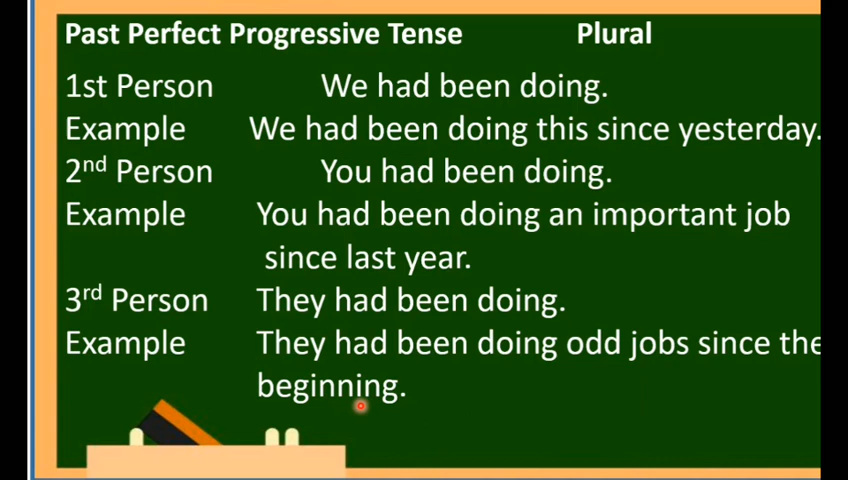 Past Perfect Progressive Tense Plural
1st Person We had been doing.
Example We had been doing this since yesterday.
2nd Person You had been doing.
Example You had been doing an important job
since last year.
3rd Person They had been doing.
Example They had been doing odd jobs since the
beginning.